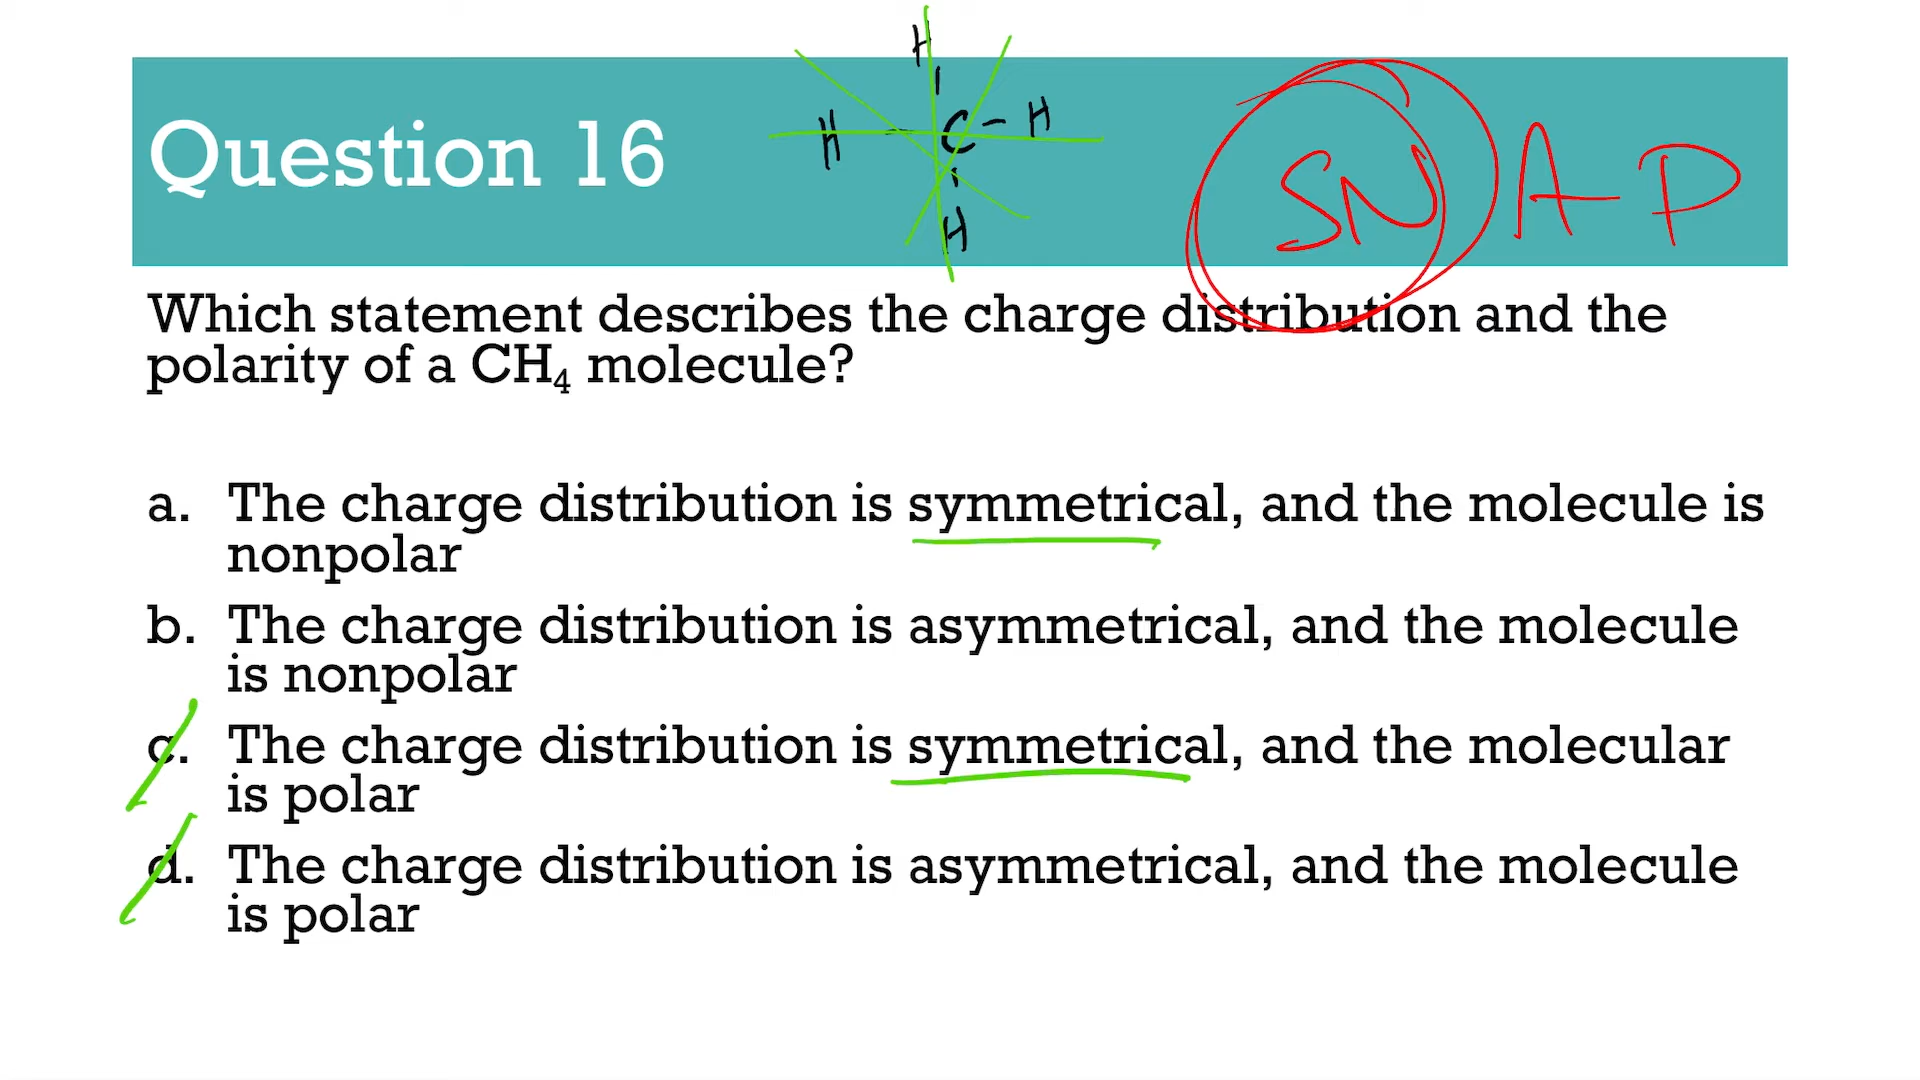 H
H - C - H
H
SNAP
Question 16
Which statement describes the charge distribution and the
polarity of a CH₄ molecule?
a. The charge distribution is symmetrical, and the molecule is
nonpolar
b. The charge distribution is asymmetrical, and the molecule
is nonpolar
c. The charge distribution is symmetrical, and the molecular
is polar
d. The charge distribution is asymmetrical, and the molecule
is polar